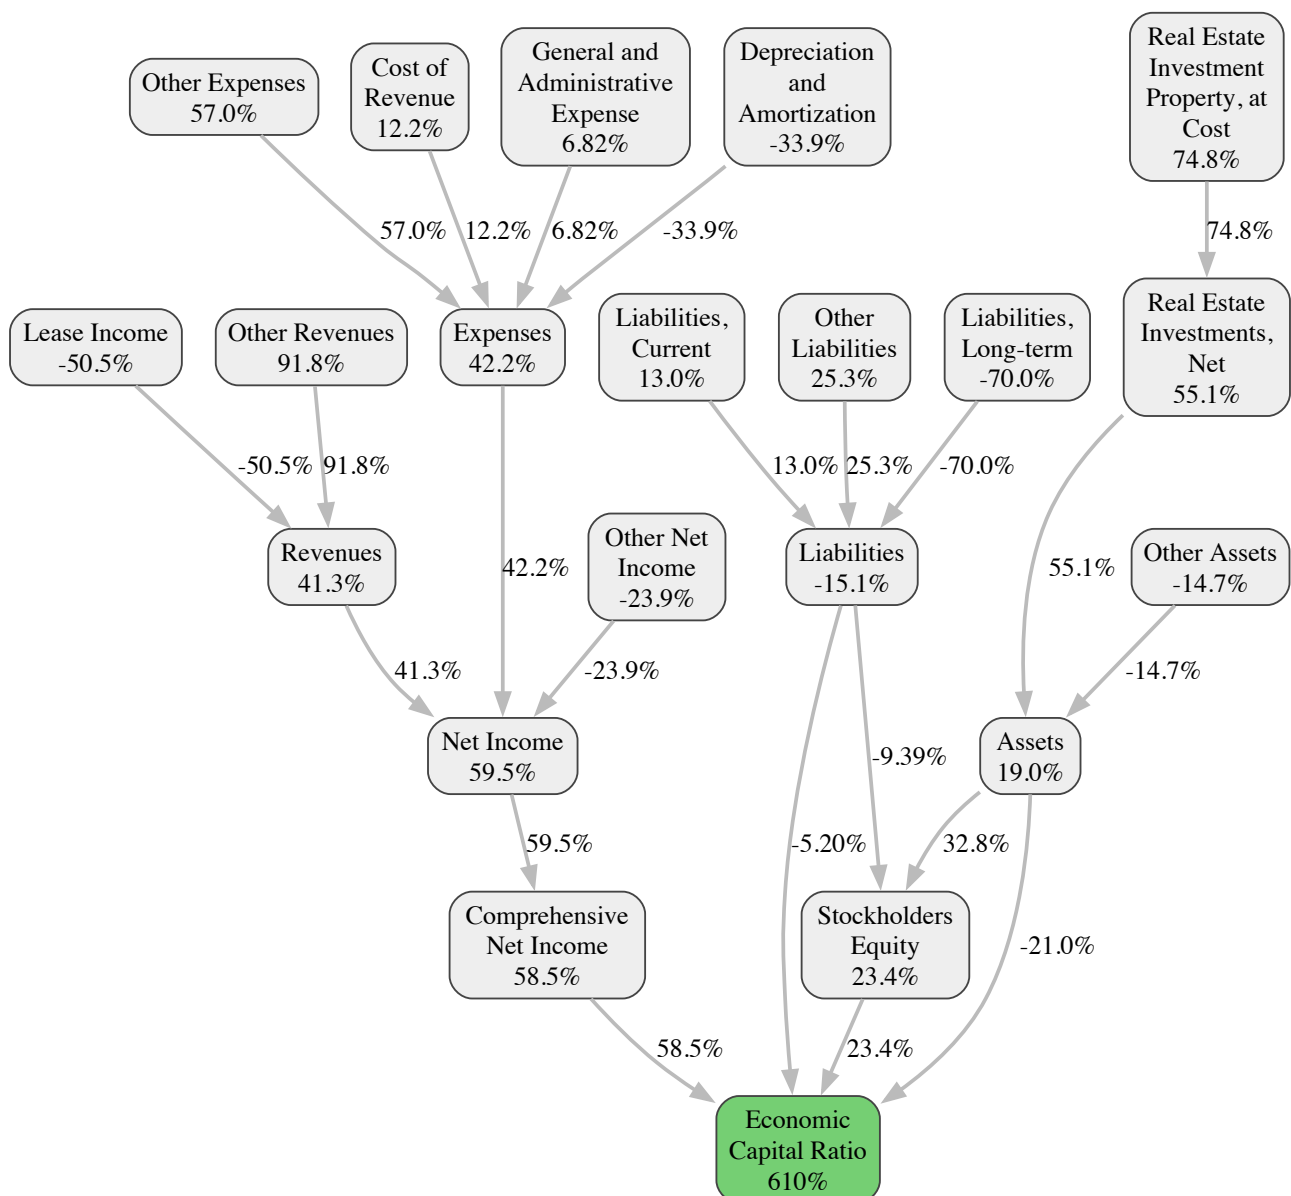 Other Expenses
57.0%
Cost of
Revenue
12.2%
General and
Administrative
Expense
6.82%
Depreciation
and
Amortization
-33.9%
Real Estate
Investment
Property, at
Cost
74.8%
57.0%
12.2%
6.82%
-33.9%
74.8%
Lease Income
-50.5%
Other Revenues
91.8%
Expenses
42.2%
Liabilities,
Current
13.0%
Other
Liabilities
25.3%
Liabilities,
Long-term
-70.0%
Real Estate
Investments,
Net
55.1%
-50.5%
91.8%
13.0%
25.3%
-70.0%
Revenues
41.3%
42.2%
Other Net
Income
-23.9%
Liabilities
-15.1%
55.1%
Other Assets
-14.7%
41.3%
-23.9%
-14.7%
Net Income
59.5%
-9.39%
Assets
19.0%
59.5%
-5.20%
32.8%
Comprehensive
Net Income
58.5%
Stockholders
Equity
23.4%
-21.0%
58.5%
23.4%
Economic
Capital Ratio
610%